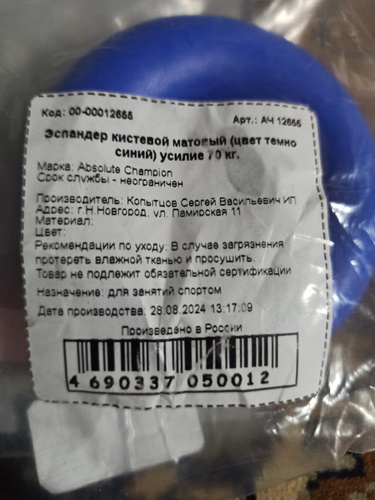 Код: 00-00012666 Арт.: АЧ 12666
Эспандер кистевой матовый (цвет темно
синий) усилие 70 кг.
Марка: Absolute Champion
Срок службы - неограничен
Производитель: Копытцов Сергей Васильевич ИП
Адрес: г.Н.Новгород, ул. Памирская 11
Материал:
Цвет:
Рекомендации по уходу: В случае загрязнения
протереть влажной тканью и просушить.
Товар не подлежит обязательной сертификации
Назначение: для занятий спортом
Дата производства: 28.08.2024 13:17:09
Произведено в России
4 690337 050012